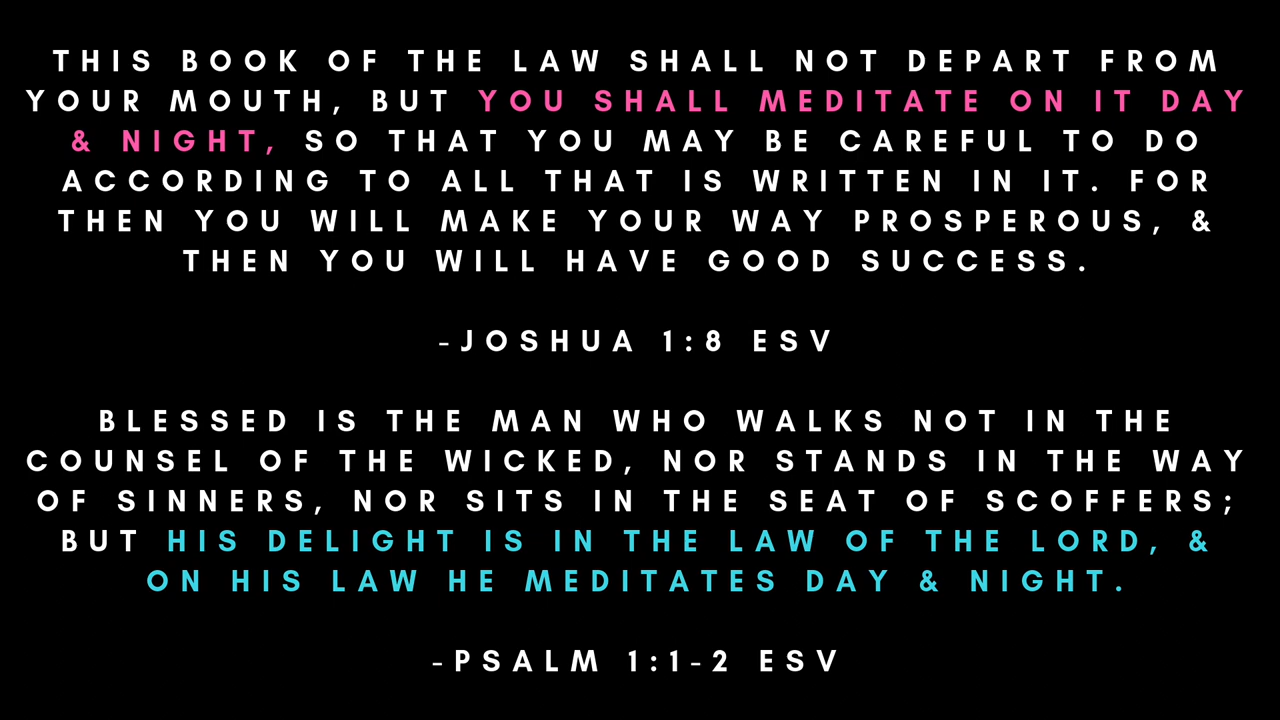 THIS BOOK OF THE LAW SHALL NOT DEPART FROM
YOUR MOUTH, BUT YOU SHALL MEDITATE ON IT DAY
& NIGHT, SO THAT YOU MAY BE CAREFUL TO DO
ACCORDING TO ALL THAT IS WRITTEN IN IT. FOR
THEN YOU WILL MAKE YOUR WAY PROSPEROUS, &
THEN YOU WILL HAVE GOOD SUCCESS.
-JOSHUA 1:8 ESV
BLESSED IS THE MAN WHO WALKS NOT IN THE
COUNSEL OF THE WICKED, NOR STANDS IN THE WAY
OF SINNERS, NOR SITS IN THE SEAT OF SCOFFERS;
BUT HIS DELIGHT IS IN THE LAW OF THE LORD, &
ON HIS LAW HE MEDITATES DAY & NIGHT.
-PSALM 1:1-2 ESV